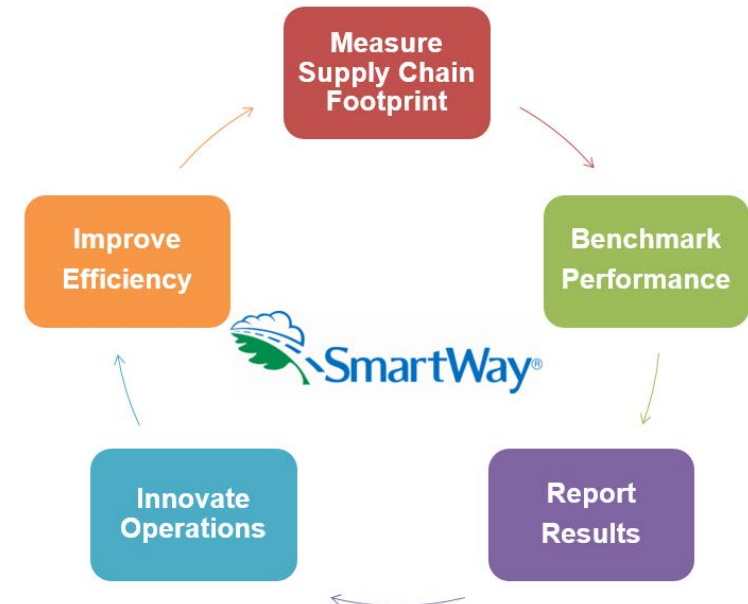 Measure
Supply Chain
Footprint
Improve
Efficiency
Benchmark
Performance
SmartWay®
Innovate
Operations
Report
Results